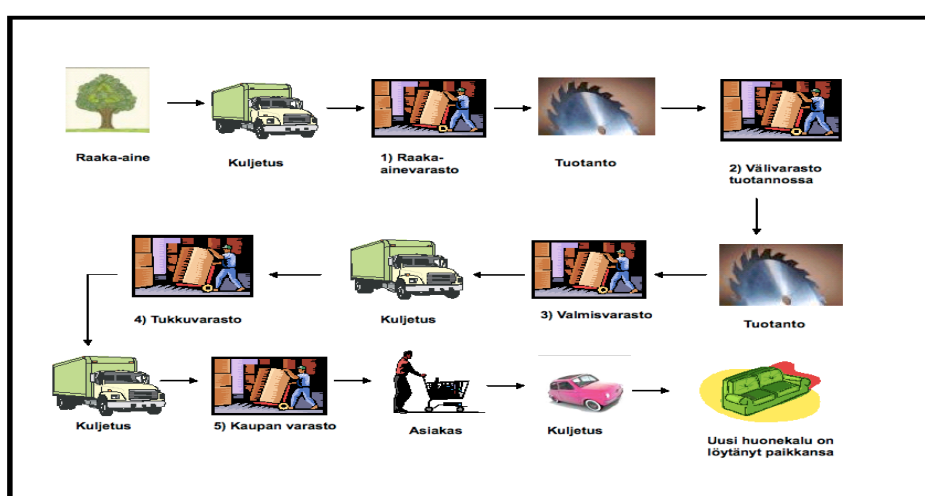 Raaka-aine
Kuljetus
1) Raaka-
ainevarasto
Tuotanto
2) Välivarasto
tuotannossa
4) Tukkuvarasto
Kuljetus
3) Valmisvarasto
Tuotanto
Kuljetus
5) Kaupan varasto
Asiakas
Kuljetus
Uusi huonekalu on
löytänyt paikkansa